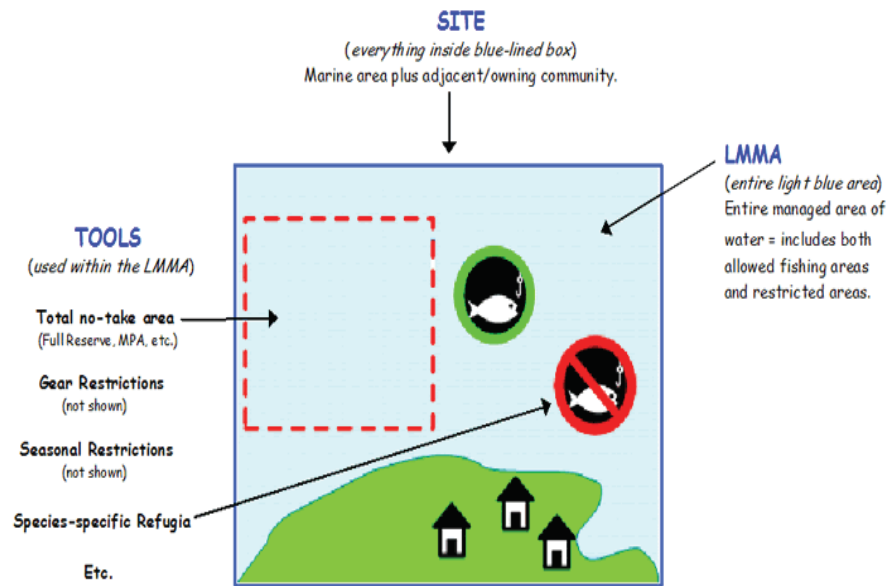 SITE
(everything inside blue-lined box)
Marine area plus adjacent/owning community.
LMMA
(entire light blue area)
Entire managed area of
water = includes both
allowed fishing areas
and restricted areas.
TOOLS
(used within the LMMA)
Total no-take area
(Full Reserve, MPA, etc.)
Gear Restrictions
(not shown)
Seasonal Restrictions
(not shown)
Species-specific Refugia
Etc.